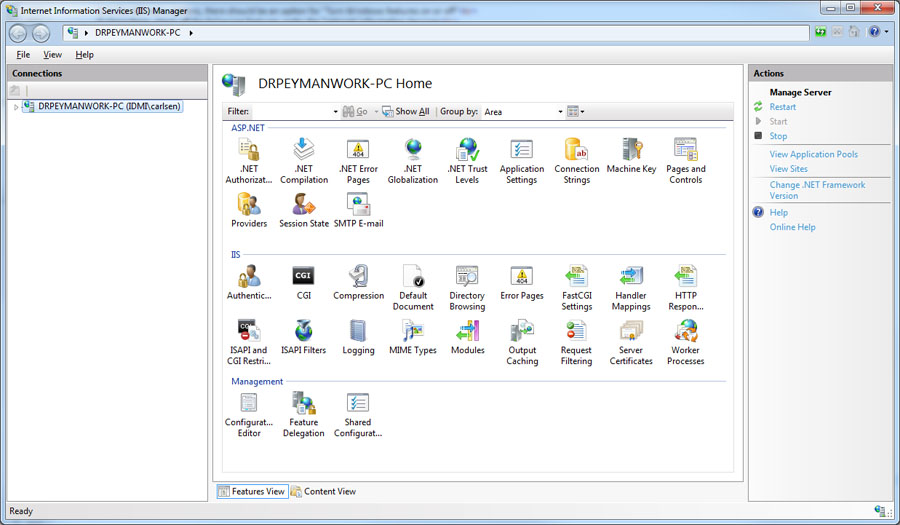 Internet Information Services (IIS) Manager
DRPEYMANWORK-PC
File View Help
Connections
DRPEYMANWORK-PC (IDMI\carlsen)
DRPEYMANWORK-PC Home
Filter: Go Show All Group by: Area
ASP.NET
.NET Authorizat...
.NET Compilation
.NET Error Pages
.NET Globalization
.NET Trust Levels
Application Settings
Connection Strings
Machine Key
Pages and Controls
Providers
Session State
SMTP E-mail
IIS
Authentic...
CGI
Compression
Default Document
Directory Browsing
Error Pages
FastCGI Settings
Handler Mappings
HTTP Respon...
ISAPI and CGI Restri...
ISAPI Filters
Logging
MIME Types
Modules
Output Caching
Request Filtering
Server Certificates
Worker Processes
Management
Configurat... Editor
Feature Delegation
Shared Configurat...
Features View
Content View
Actions
Manage Server
Restart
Start
Stop
View Application Pools
View Sites
Change .NET Framework
Version
Help
Online Help
Ready